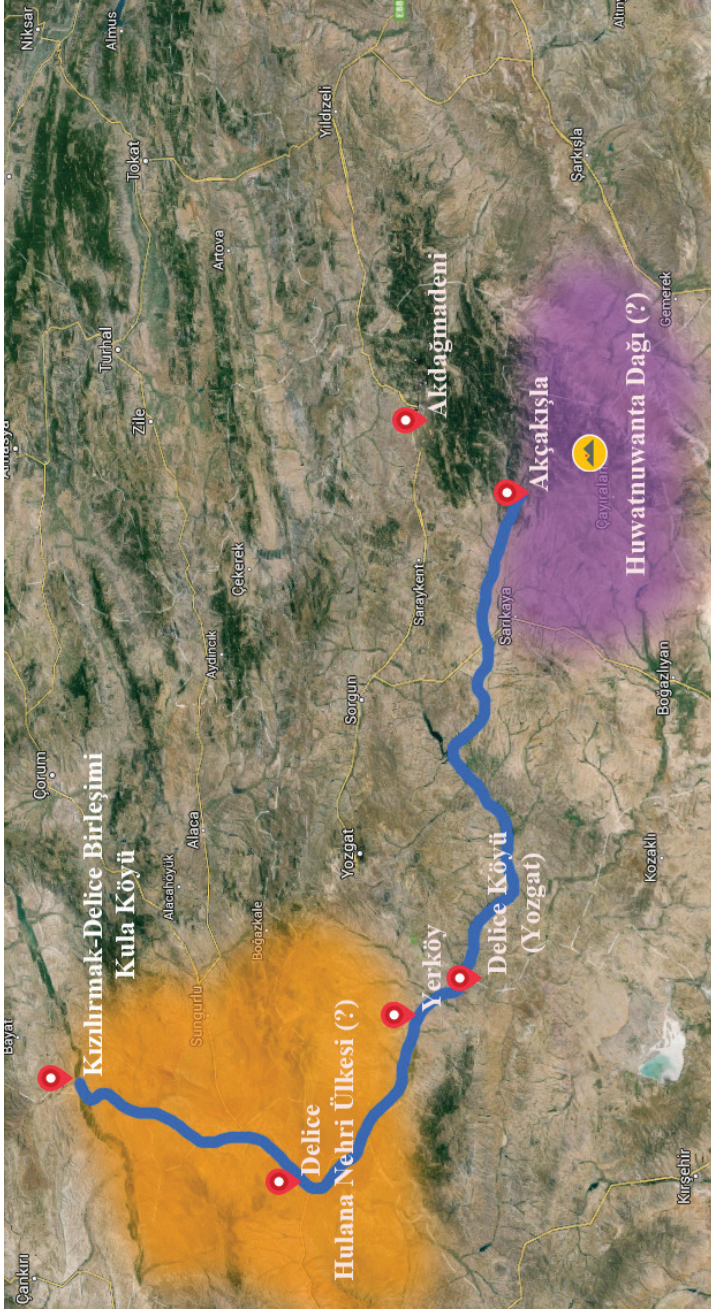 Bayat
Çankırı
Niksar
Çorum
Kızılırmak-Delice Birleşimi
Kula Köyü
Turhal
Almus
Zile
Tokat
Alacahöyük
Alaca
Sungurlu
Aydıncık
Artova
Çekerek
Boğazkale
Delice
Yıldızeli
Hulana Nehri Ülkesi (?)
Yozgat
Sorgun
E88
Saraykent
Yerköy
Akdağmadeni
Delice Köyü
(Yozgat)
Sarıkaya
Akçakışla
Şarkışla
Çayıralan
Huwatnuwanta Dağı (?)
Kozaklı
Boğazlıyan
Gemerek
Kırşehir